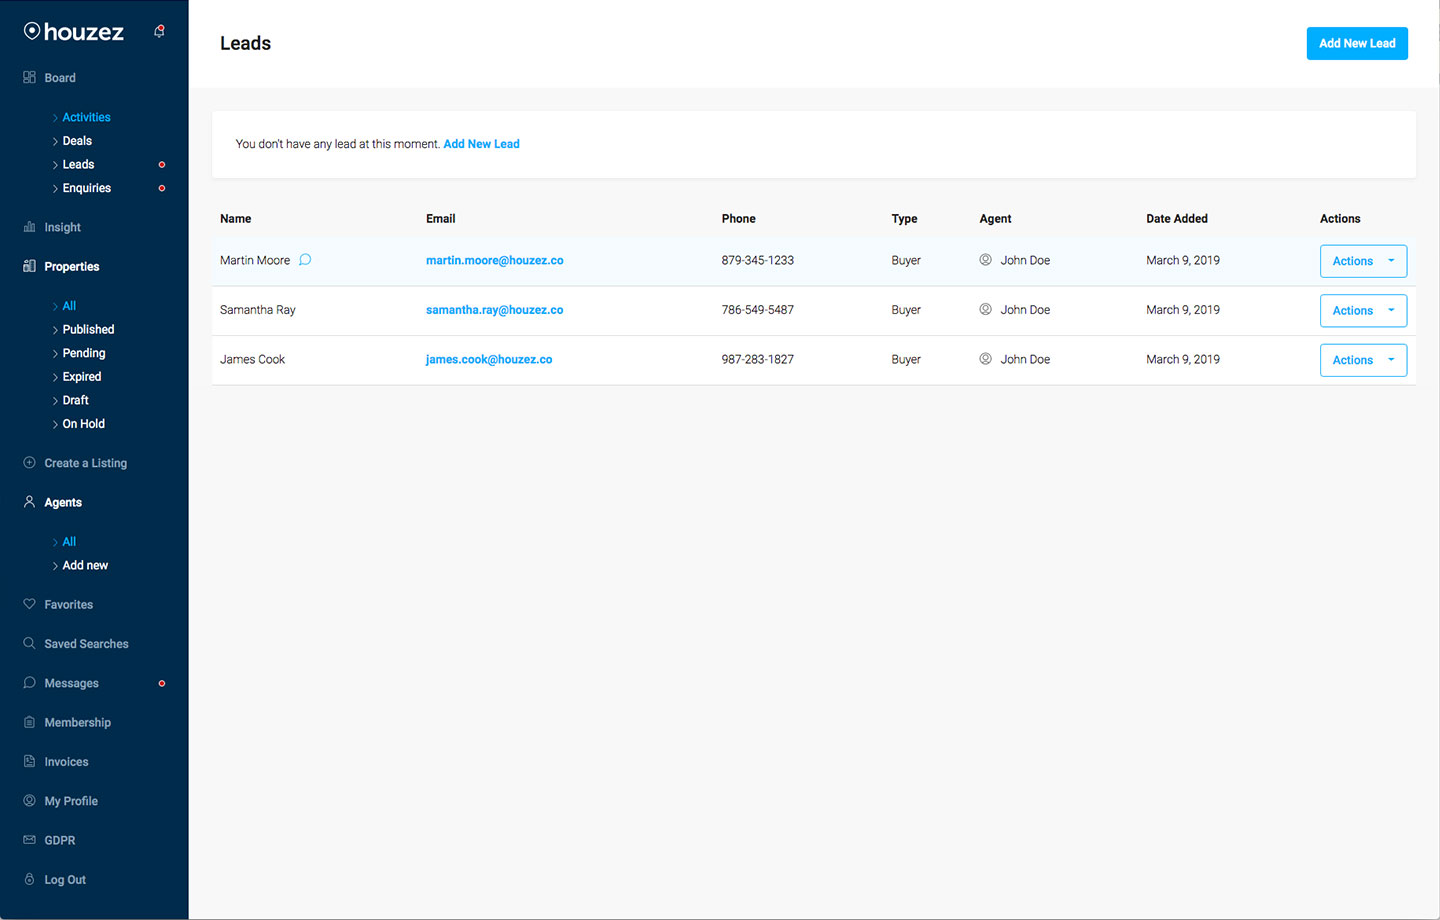 houzez
Board
Activities
Deals
Leads
Enquiries
Insight
Properties
All
Published
Pending
Expired
Draft
On Hold
Create a Listing
Agents
All
Add new
Favorites
Saved Searches
Messages
Membership
Invoices
My Profile
GDPR
Log Out
Leads
Add New Lead
You don't have any lead at this moment. Add New Lead
Name Email Phone Type Agent Date Added Actions
Martin Moore martin.moore@houzez.co 879-345-1233 Buyer John Doe March 9, 2019 Actions
Samantha Ray samantha.ray@houzez.co 786-549-5487 Buyer John Doe March 9, 2019 Actions
James Cook james.cook@houzez.co 987-283-1827 Buyer John Doe March 9, 2019 Actions